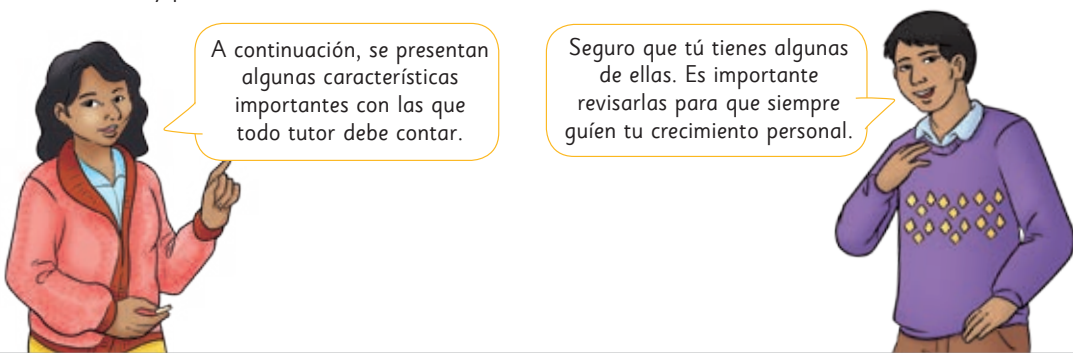 A continuación, se presentan
algunas características
importantes con las que
todo tutor debe contar.
Seguro que tú tienes algunas
de ellas. Es importante
revisarlas para que siempre
guíen tu crecimiento personal.